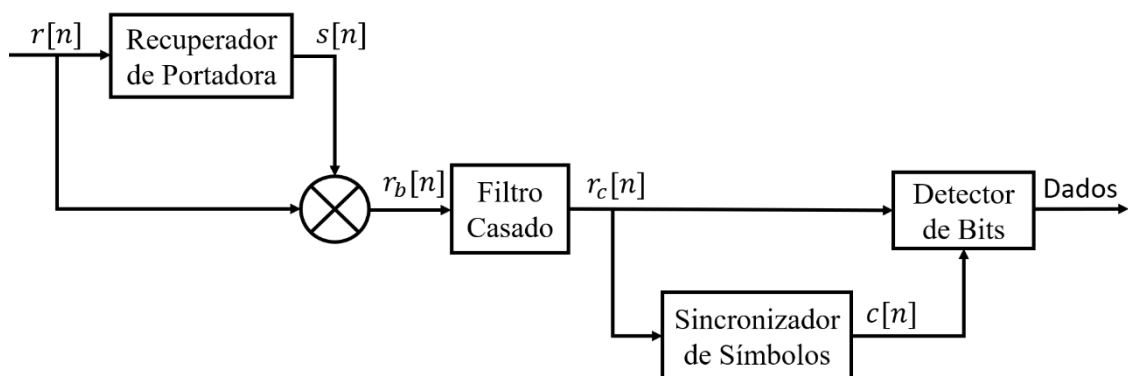 r[n]
Recuperador
de Portadora
s[n]
r_b[n]
Filtro
Casado
r_c[n]
Detector
de Bits
Dados
Sincronizador
de Símbolos
c[n]